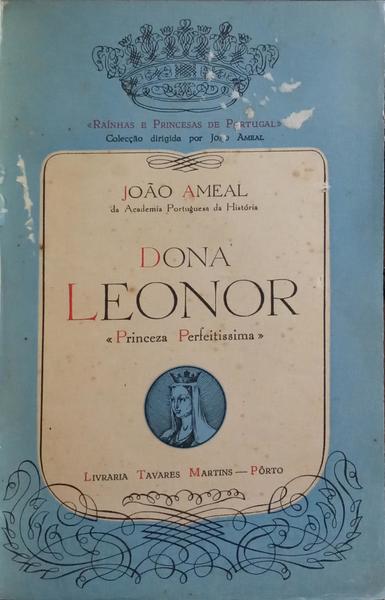 «RAÍNHAS E PRINCESAS DE PORTUGAL»
Colecção dirigida por JOÃO AMEAL
JOÃO AMEAL
da Academia Portuguesa da História
DONA
LEONOR
«Princeza Perfeitissima»
LIVRARIA TAVARES MARTINS — PÔRTO